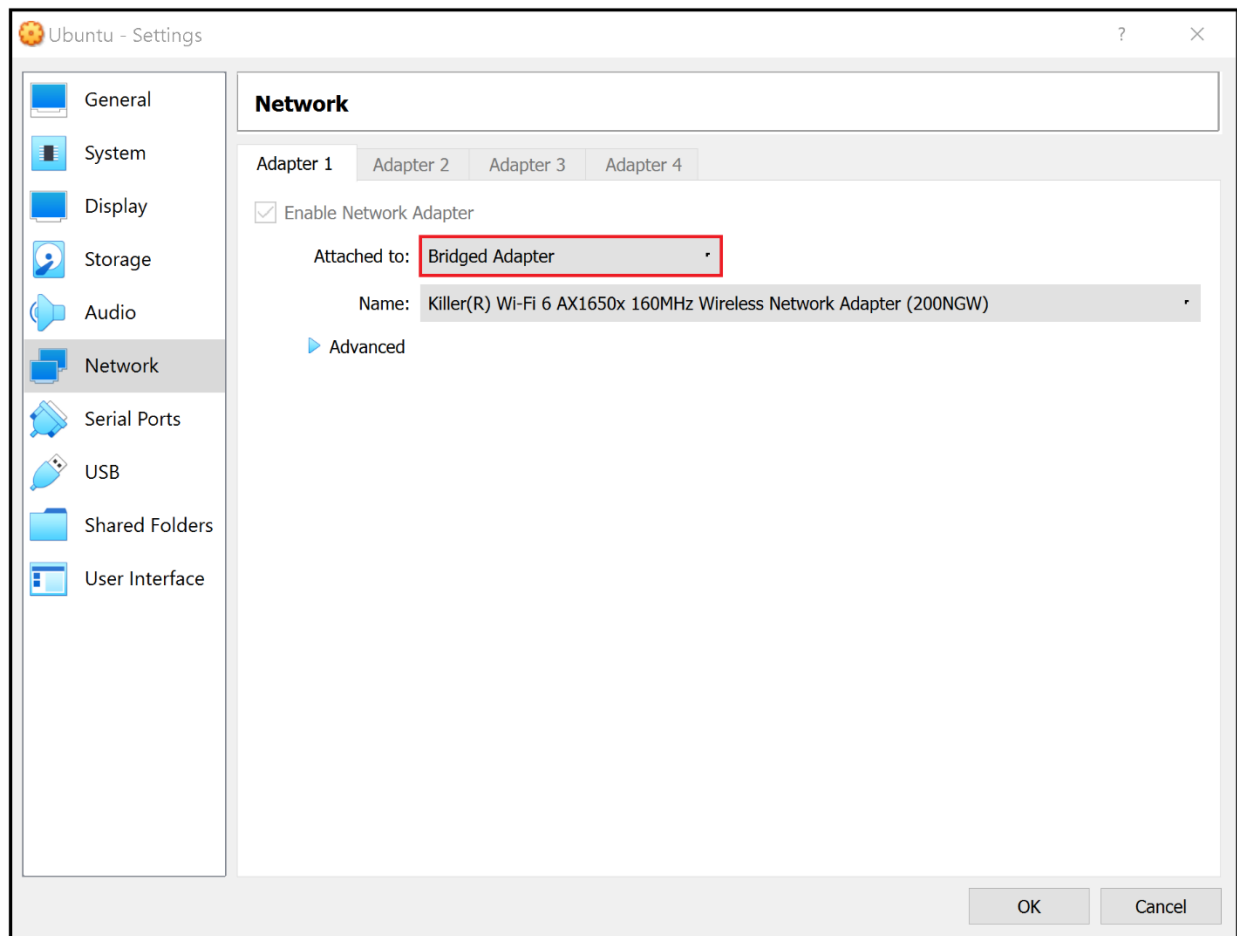 Ubuntu - Settings
?
General
System
Display
Storage
Audio
Network
Serial Ports
USB
Shared Folders
User Interface
Network
Adapter 1 Adapter 2 Adapter 3 Adapter 4
Enable Network Adapter
Attached to: Bridged Adapter
Name: Killer(R) Wi-Fi 6 AX1650x 160MHz Wireless Network Adapter (200NGW)
Advanced
OK Cancel